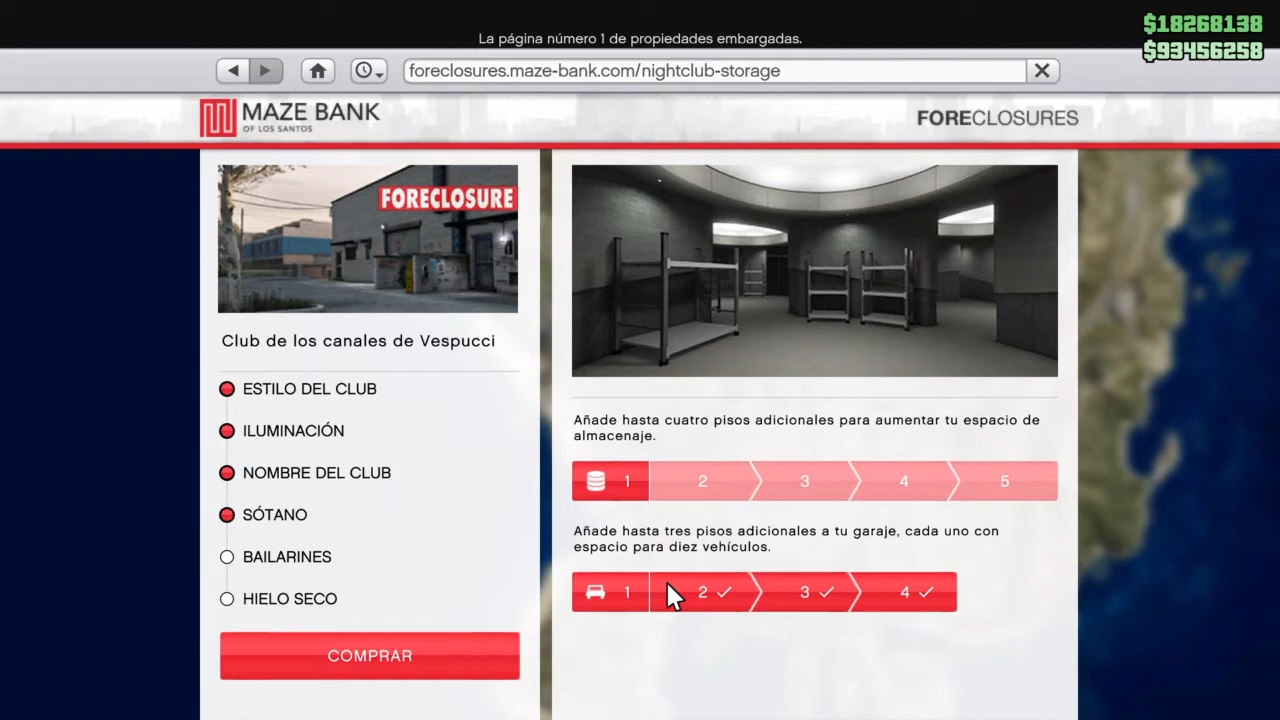 La página número 1 de propiedades embargadas.
$18268138
$93456258
foreclosures.maze-bank.com/nightclub-storage
MAZE BANK
OF LOS SANTOS
FORECLOSURES
FORECLOSURE
Club de los canales de Vespucci
ESTILO DEL CLUB
ILUMINACIÓN
NOMBRE DEL CLUB
SÓTANO
BAILARINES
HIELO SECO
COMPRAR
Añade hasta cuatro pisos adicionales para aumentar tu espacio de
almacenaje.
1 2 3 4 5
Añade hasta tres pisos adicionales a tu garaje, cada uno con
espacio para diez vehículos.
1 2 ✓ 3 ✓ 4 ✓